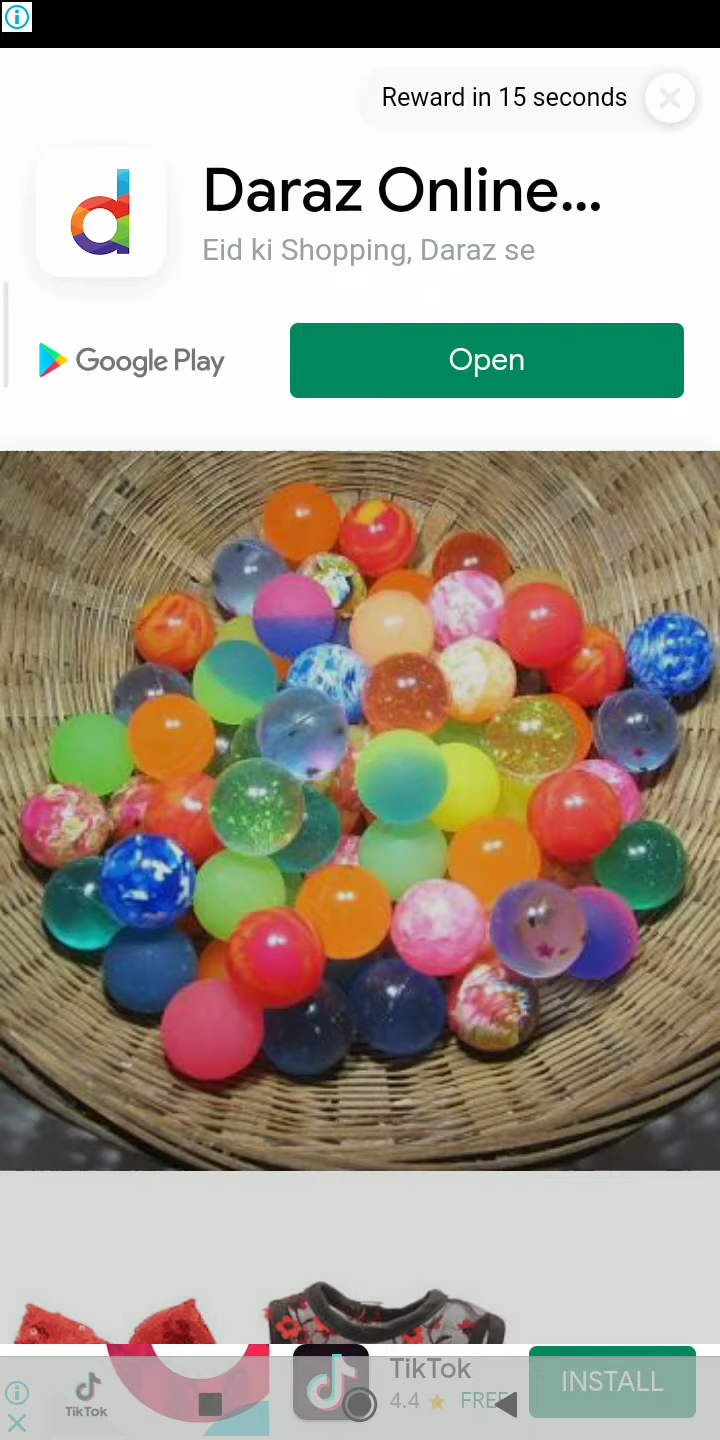 Reward in 15 seconds
Daraz Online...
Eid ki Shopping, Daraz se
Google Play
Open
TikTok
TikTok
4.4
FREE
INSTALL